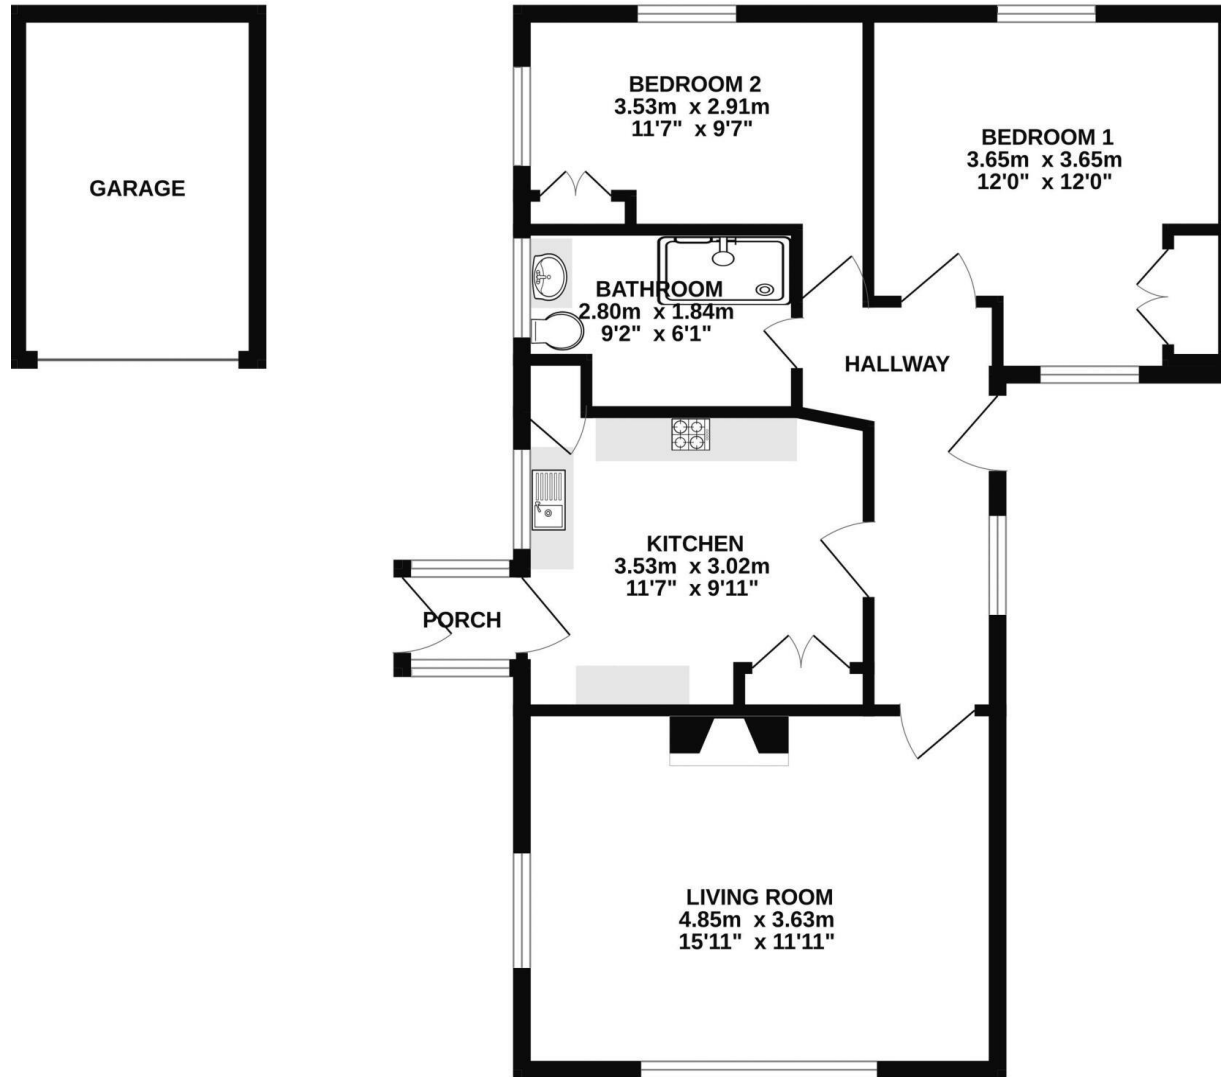 GARAGE
BEDROOM 2
3.53m x 2.91m
11'7" x 9'7"
BEDROOM 1
3.65m x 3.65m
12'0" x 12'0"
BATHROOM
2.80m x 1.84m
9'2" x 6'1"
HALLWAY
KITCHEN
3.53m x 3.02m
11'7" x 9'11"
PORCH
LIVING ROOM
4.85m x 3.63m
15'11" x 11'11"